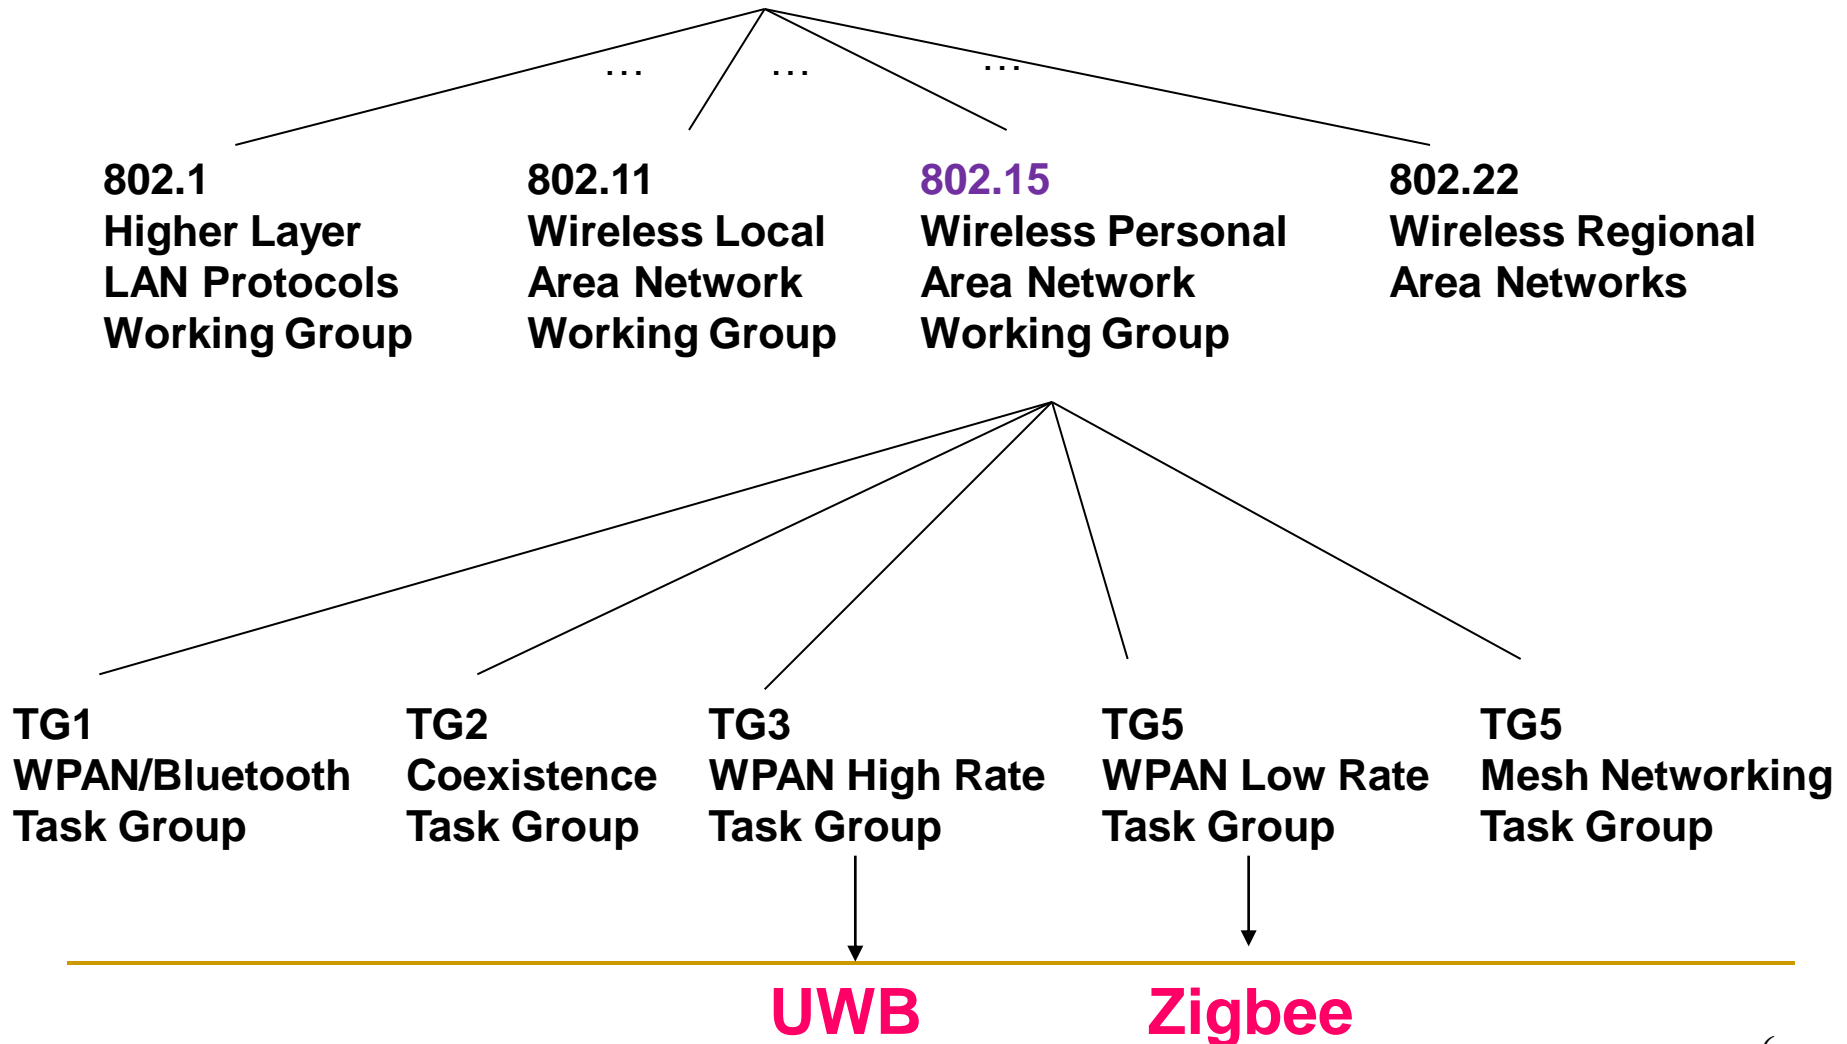 … … …
802.1
Higher Layer
LAN Protocols
Working Group
802.11
Wireless Local
Area Network
Working Group
802.15
Wireless Personal
Area Network
Working Group
802.22
Wireless Regional
Area Networks
TG1
WPAN/Bluetooth
Task Group
TG2
Coexistence
Task Group
TG3
WPAN High Rate
Task Group
TG5
WPAN Low Rate
Task Group
TG5
Mesh Networking
Task Group
UWB
Zigbee